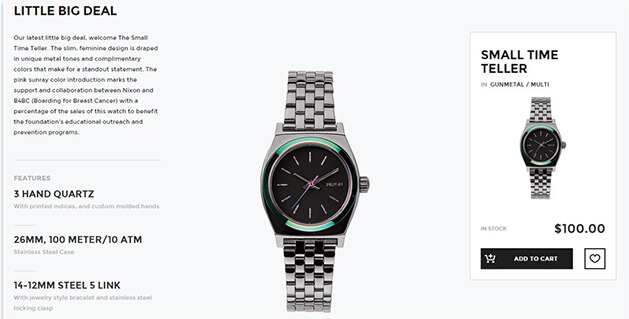 LITTLE BIG DEAL
Our latest little big deal, welcome The Small
Time Teller. The slim, feminine design is draped
in unique metal tones and complimentary
colors that make for a standout statement. The
pink sunray color introduction marks the
support and collaboration between Nixon and
B4BC (Boarding for Breast Cancer) with a
percentage of the sales of this watch to benefit
the foundation's educational outreach and
prevention programs.
FEATURES
3 HAND QUARTZ
With printed indices, and custom molded hands
26MM, 100 METER/10 ATM
Stainless Steel Case
14-12MM STEEL 5 LINK
With jewelry style bracelet and stainless steel
locking clasp
NIXON
SMALL TIME
TELLER
IN GUNMETAL / MULTI
IN STOCK $100.00
ADD TO CART